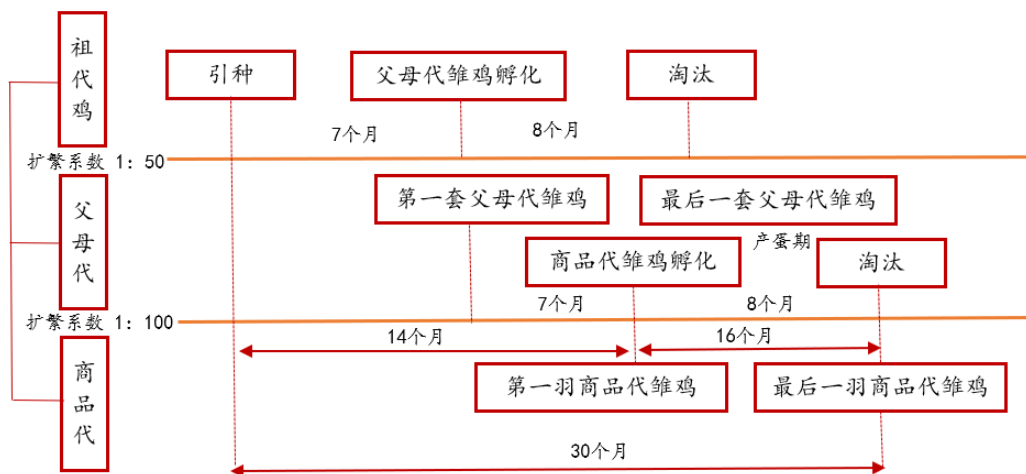 祖代鸡
引种
父母代雏鸡孵化
淘汰
7个月
8个月
扩繁系数 1：50
父母代
第一套父母代雏鸡
最后一套父母代雏鸡
产蛋期
商品代雏鸡孵化
淘汰
7个月
8个月
扩繁系数 1：100
14个月
16个月
商品代
第一羽商品代雏鸡
最后一羽商品代雏鸡
30个月